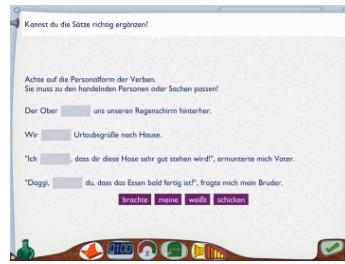 Kannst du die Sätze richtig ergänzen?
Achte auf die Personalform der Verben.
Sie muss zu den handelnden Personen oder Sachen passen!
Der Ober uns unseren Regenschirm hinterher.
Wir Urlaubsgrüße nach Hause.
"Ich , dass dir diese Hose sehr gut stehen wird!", ermunterte mich Vater.
"Daggi, du, dass das Essen bald fertig ist?", fragte mich mein Bruder.
brachte meine weißt schicken
0100